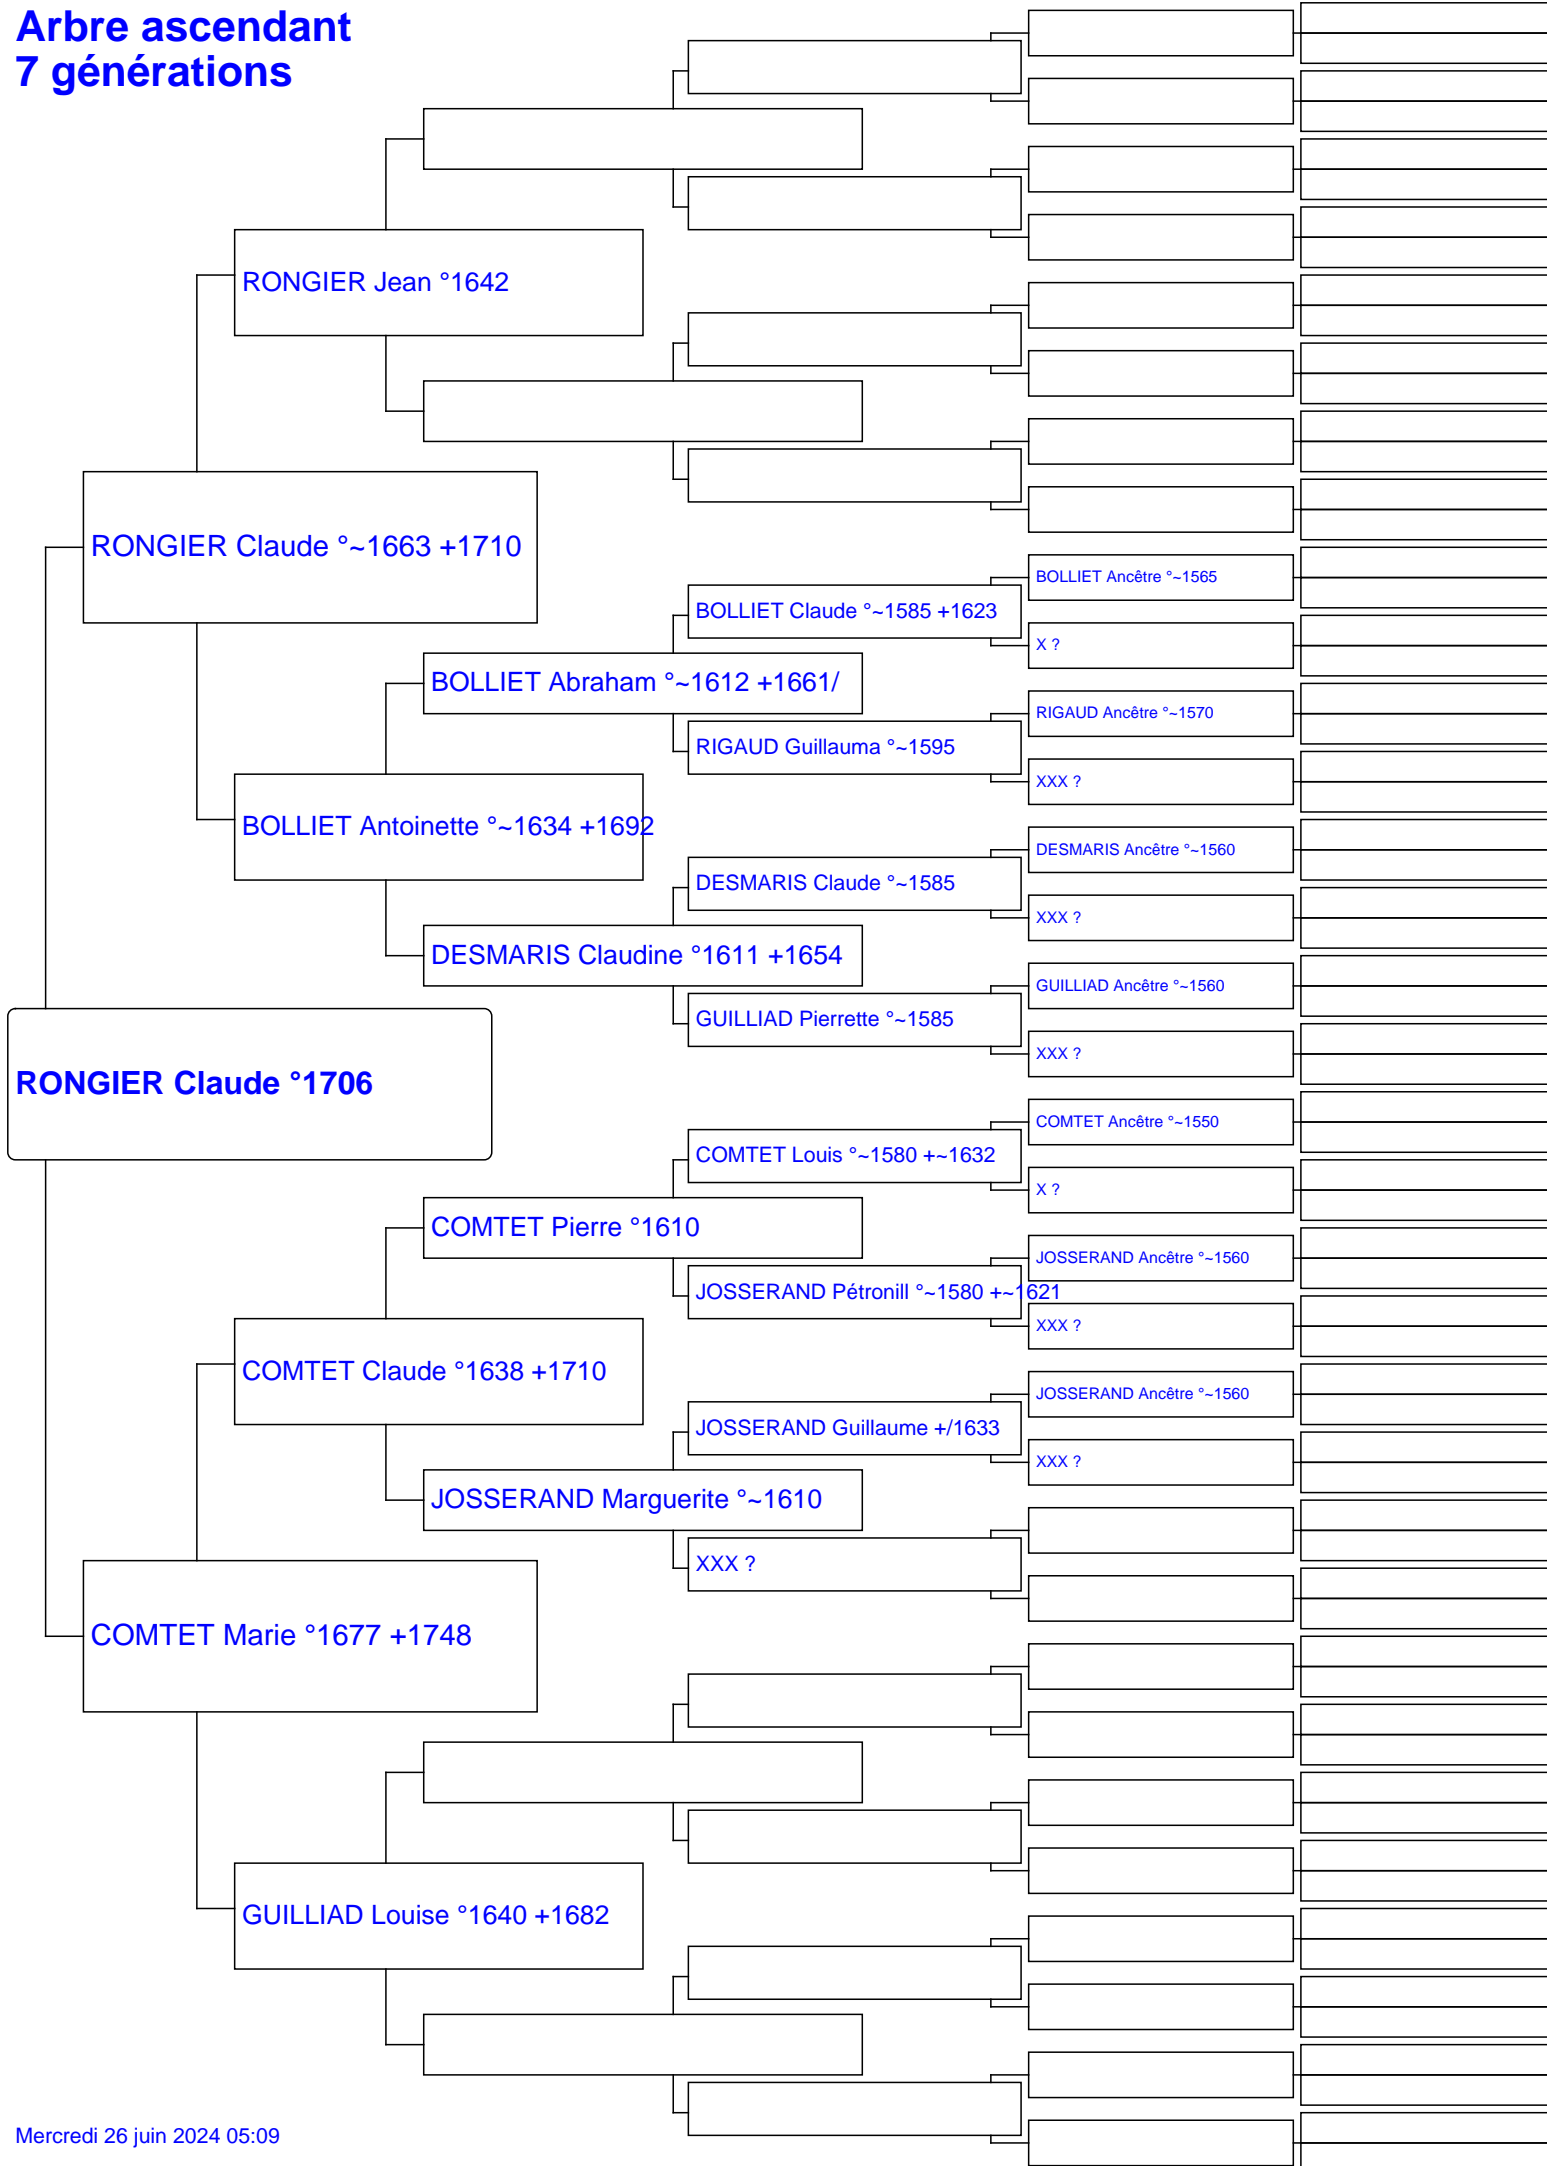 Arbre ascendant
7 générations
RONGIER Jean °1642
RONGIER Claude °~1663 +1710
BOLLIET Ancêtre °~1565
BOLLIET Claude °~1585 +1623
X ?
BOLLIET Abraham °~1612 +1661/
RIGAUD Ancêtre °~1570
RIGAUD Guillauma °~1595
XXX ?
BOLLIET Antoinette °~1634 +1692
DESMARIS Ancêtre °~1560
DESMARIS Claude °~1585
XXX ?
DESMARIS Claudine °1611 +1654
GUILLIAD Ancêtre °~1560
GUILLIAD Pierrette °~1585
XXX ?
RONGIER Claude °1706
COMTET Ancêtre °~1550
COMTET Louis °~1580 +~1632
X ?
COMTET Pierre °1610
JOSSERAND Ancêtre °~1560
JOSSERAND Pétronill °~1580 +~1621
XXX ?
COMTET Claude °1638 +1710
JOSSERAND Ancêtre °~1560
JOSSERAND Guillaume +/1633
XXX ?
JOSSERAND Marguerite °~1610
XXX ?
COMTET Marie °1677 +1748
GUILLIAD Louise °1640 +1682
Mercredi 26 juin 2024 05:09